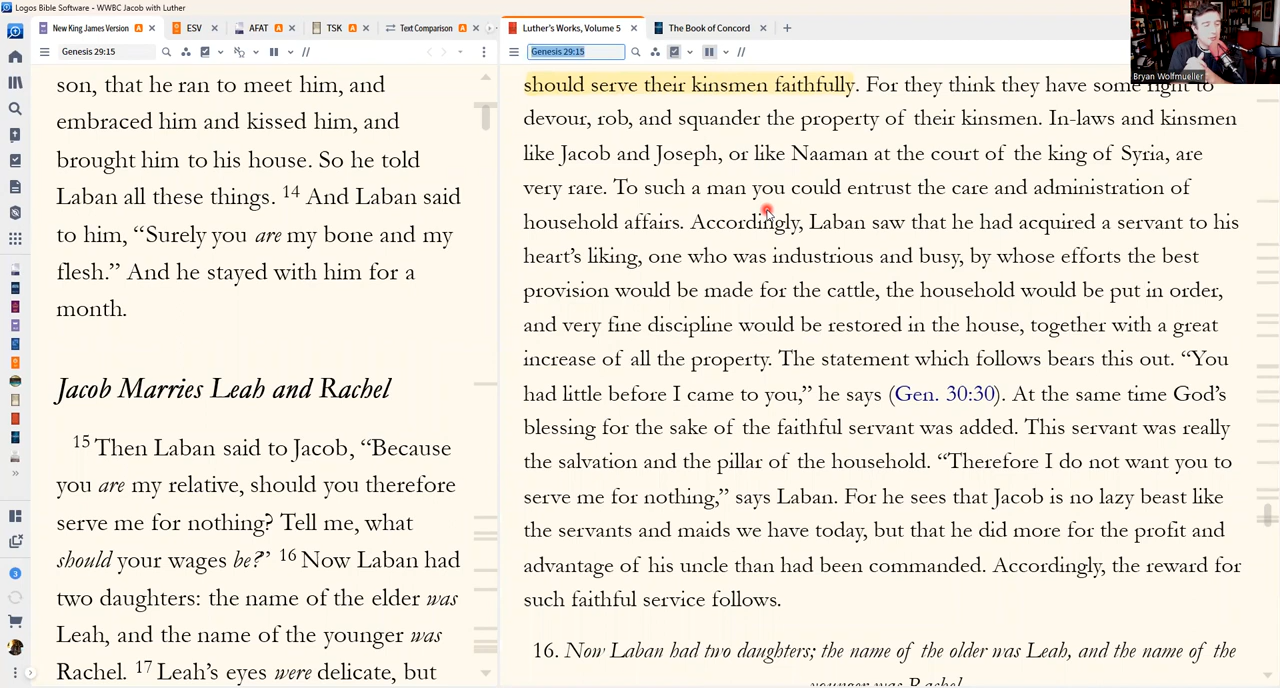 Logos Bible Software - WWBC Jacob with Luther
New King James Version A
ESV
AFAT A
TSK A
Text Comparison A
Luther's Works, Volume 5
The Book of Concord
Genesis 29:15
Genesis 29:15
Bryan Wolfmueller
son, that he ran to meet him, and
embraced him and kissed him, and
brought him to his house. So he told
Laban all these things. 14 And Laban said
to him, “Surely you are my bone and my
flesh.” And he stayed with him for a
month.
Jacob Marries Leah and Rachel
15 Then Laban said to Jacob, “Because
you are my relative, should you therefore
serve me for nothing? Tell me, what
should your wages be?” 16 Now Laban had
two daughters: the name of the elder was
Leah, and the name of the younger was
Rachel. 17 Leah’s eyes were delicate, but
should serve their kinsmen faithfully. For they think they have some right to
devour, rob, and squander the property of their kinsmen. In-laws and kinsmen
like Jacob and Joseph, or like Naaman at the court of the king of Syria, are
very rare. To such a man you could entrust the care and administration of
household affairs. Accordingly, Laban saw that he had acquired a servant to his
heart’s liking, one who was industrious and busy, by whose efforts the best
provision would be made for the cattle, the household would be put in order,
and very fine discipline would be restored in the house, together with a great
increase of all the property. The statement which follows bears this out. “You
had little before I came to you,” he says (Gen. 30:30). At the same time God’s
blessing for the sake of the faithful servant was added. This servant was really
the salvation and the pillar of the household. “Therefore I do not want you to
serve me for nothing,” says Laban. For he sees that Jacob is no lazy beast like
the servants and maids we have today, but that he did more for the profit and
advantage of his uncle than had been commanded. Accordingly, the reward for
such faithful service follows.
16. Now Laban had two daughters; the name of the older was Leah, and the name of the
younger was Rachel.
3